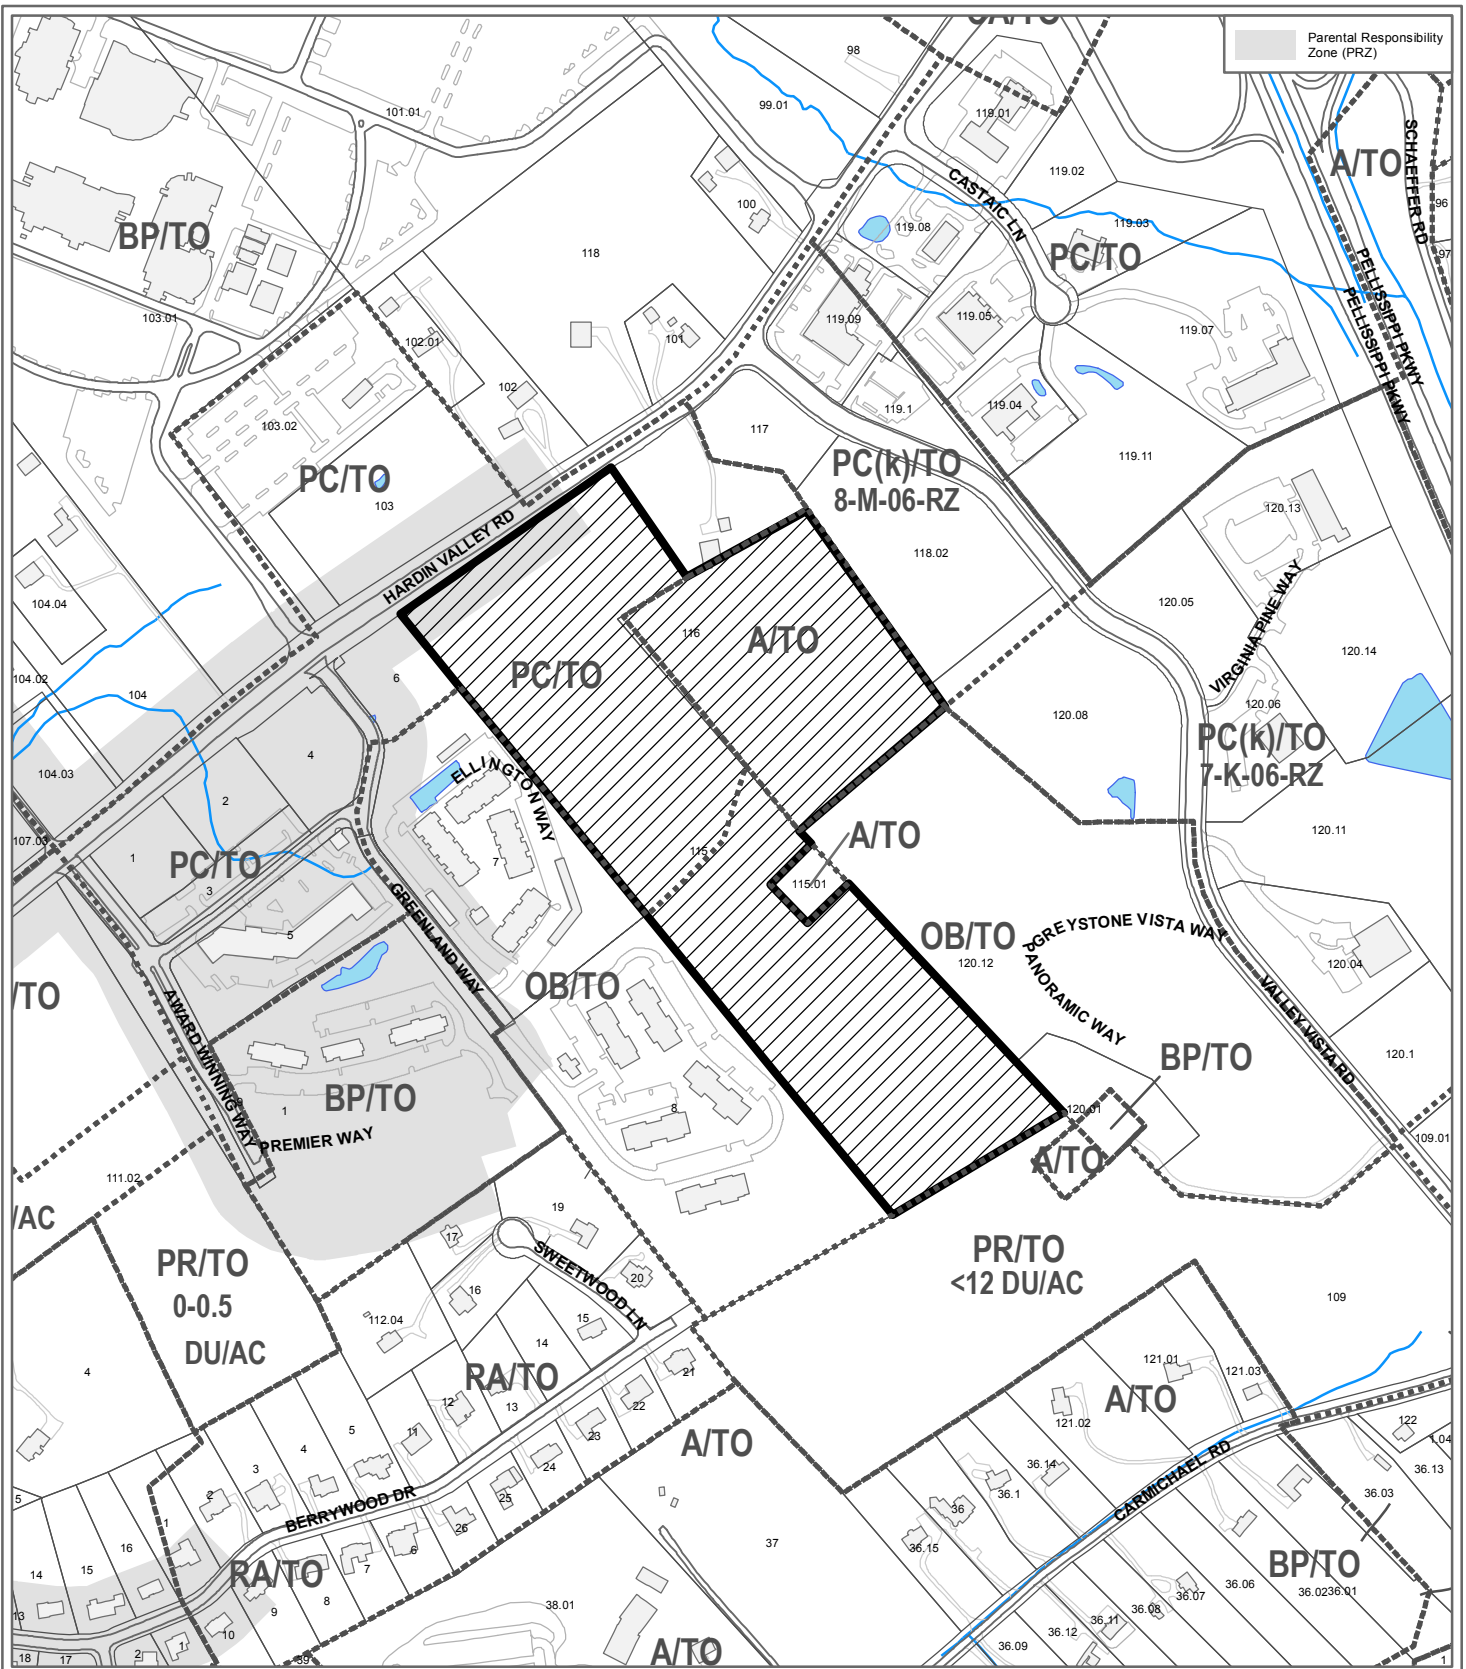 CA/TO
Parental Responsibility
Zone (PRZ)
98
99.01
101.01
119.01
119.02
SCHAEFFER RD
A/TO
96
97
CASTAIC LN
100
119.08
119.03
BP/TO
118
PC/TO
PELLISSIPPI PKWY
PELLISSIPPI PKWY
103.01
102.01
101
119.09
119.05
119.07
102
119.04
119.1
103.02
117
PC(k)/TO
8-M-06-RZ
119.11
PC/TO
103
HARDIN VALLEY RD
120.13
118.02
104.04
120.05
VIRGINIA PINE WAY
116
A/TO
120.14
104.02
104
6
PC/TO
120.06
120.08
PC(k)/TO
7-K-06-RZ
4
104.03
2
ELLINGTON WAY
107.03
1
PC/TO
3
7
115
A/TO
120.11
115.01
GREENLAND WAY
5
OB/TO
120.12
GREYSTONE VISTA WAY
PANORAMIC WAY
120.04
/TO
OB/TO
VALLEY VISTA RD
AWARD WINNING WAY
120.1
BP/TO
BP/TO
9
1
8
120.01
109.01
PREMIER WAY
A/TO
111.02
/AC
19
17
SWEETWOOD LN
PR/TO
0-0.5
DU/AC
PR/TO
<12 DU/AC
20
16
109
112.04
15
14
4
RA/TO
21
121.01
121.03
12
13
22
A/TO
121.02
122
11
23
A/TO
5
4
24
1.04
3
36.14
CARMICHAEL RD
36.13
2
25
36.1
36.03
5
BERRYWOOD DR
26
36
1
16
6
37
36.15
15
14
RA/TO
7
BP/TO
36.06
36.07
36.02
36.01
8
9
38.01
36.08
13
10
36.11
36.12
1
2
A/TO
36.09
18
17
39
1